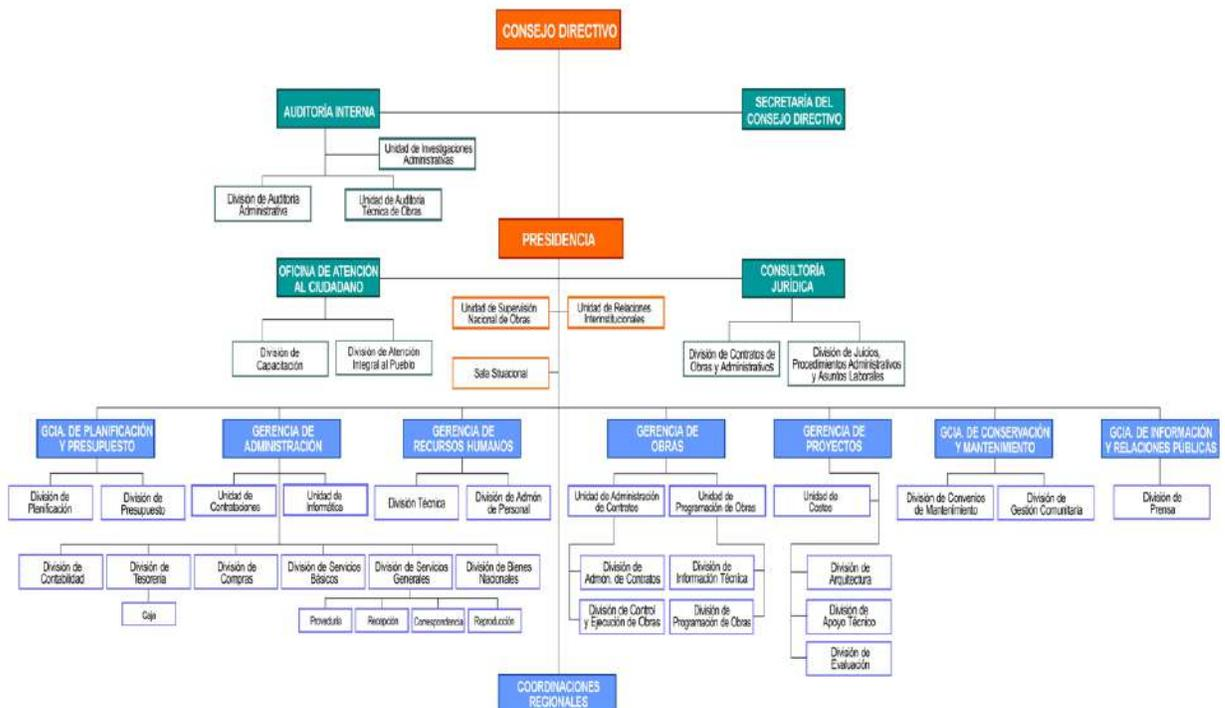 CONSEJO DIRECTIVO
AUDITORÍA INTERNA
SECRETARÍA DEL
CONSEJO DIRECTIVO
Unidad de Investigaciones
Administrativas
División de Auditoría
Administrativa
Unidad de Auditoría
Técnica de Obras
PRESIDENCIA
OFICINA DE ATENCIÓN
AL CIUDADANO
CONSULTORÍA
JURÍDICA
Unidad de Supervisión
Nacional de Obras
Unidad de Relaciones
Interinstitucionales
División de
Capacitación
División de Atención
Integral al Pueblo
Sala Situacional
División de Contratos de
Obras y Administrativos
División de Juicios,
Procedimientos Administrativos
y Asuntos Laborales
GCIA. DE PLANIFICACIÓN
Y PRESUPUESTO
GERENCIA DE
ADMINISTRACIÓN
GERENCIA DE
RECURSOS HUMANOS
GERENCIA DE
OBRAS
GERENCIA DE
PROYECTOS
GCIA. DE CONSERVACIÓN
Y MANTENIMIENTO
GCIA. DE INFORMACIÓN
Y RELACIONES PÚBLICAS
División de
Planificación
División de
Presupuesto
Unidad de
Contrataciones
Unidad de
Informática
División Técnica
División de Admón
de Personal
Unidad de Administración
de Contratos
Unidad de
Programación de Obras
Unidad de
Costos
División de Convenios
de Mantenimiento
División de
Gestión Comunitaria
División de
Prensa
División de
Contabilidad
División de
Tesorería
División de
Compras
División de Servicios
Básicos
División de Servicios
Generales
División de Bienes
Nacionales
División de
Admón. de Contratos
División de
Información Técnica
División de
Arquitectura
Caja
Proveduría
Recepción
Correspondencia
Reproducción
División de Control
y Ejecución de Obras
División de
Programación de Obras
División de
Apoyo Técnico
División de
Evaluación
COORDINACIONES
REGIONALES